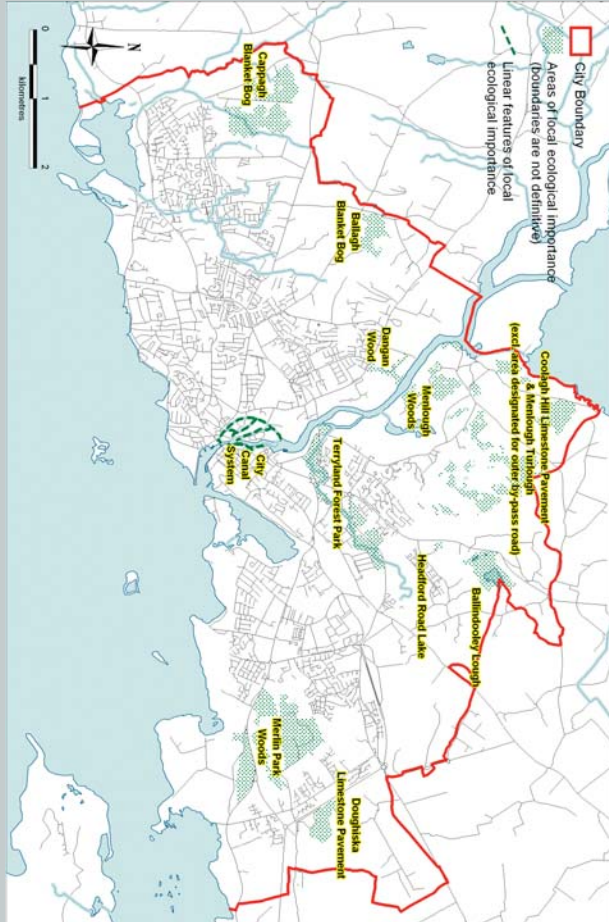 City Boundary
Areas of local ecological importance
(boundaries are not definitive)
Linear features of local
ecological importance
N
0
1
2
kilometres
Cappagh
Blanket Bog
Ballagh
Blanket Bog
Dangan
Wood
Menlough
Woods
Coolagh Hill Limestone Pavement
& Menlough Turlough
(excl area designated for outer by-pass road)
City
Canal
System
Terryland Forest Park
Headford Road Lake
Ballindooley Lough
Merlin Park
Woods
Doughiska
Limestone Pavement